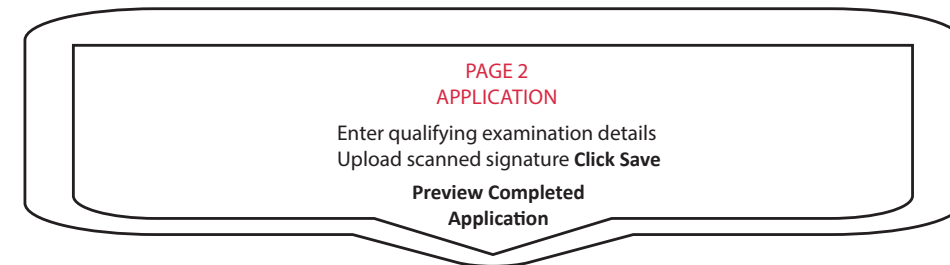 PAGE 2
APPLICATION
Enter qualifying examination details
Upload scanned signature Click Save
Preview Completed
Application